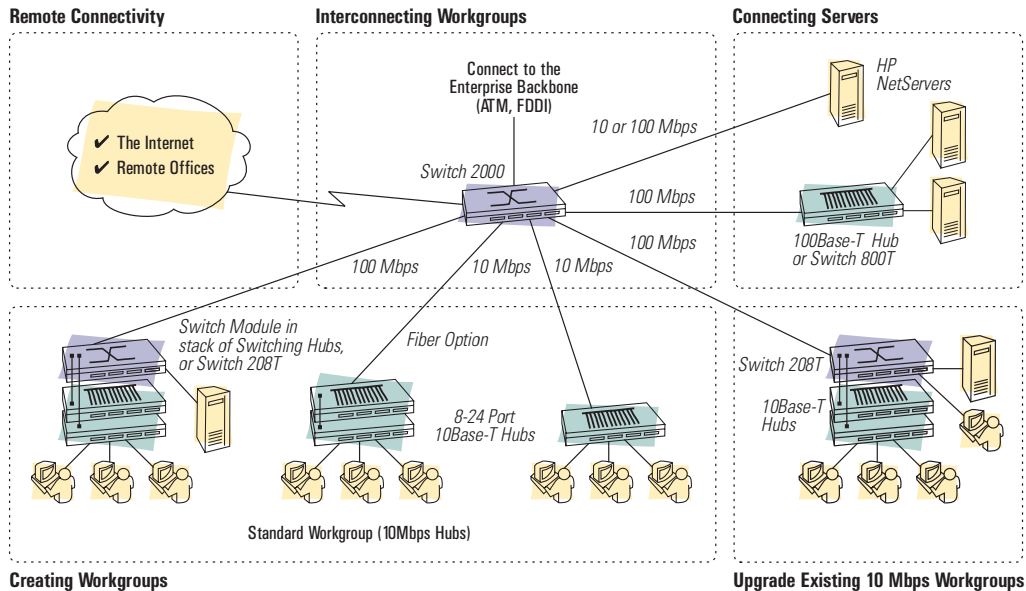 Remote Connectivity
Interconnecting Workgroups
Connecting Servers
✔ The Internet
✔ Remote Offices
Connect to the
Enterprise Backbone
(ATM, FDDI)
Switch 2000
HP
NetServers
10 or 100 Mbps
100 Mbps
100Base-T Hub
or Switch 800T
100 Mbps
100 Mbps
10 Mbps
10 Mbps
Switch Module in
stack of Switching Hubs,
or Switch 208T
Fiber Option
8-24 Port
10Base-T Hubs
Switch 208T
10Base-T
Hubs
Standard Workgroup (10Mbps Hubs)
Creating Workgroups
Upgrade Existing 10 Mbps Workgroups